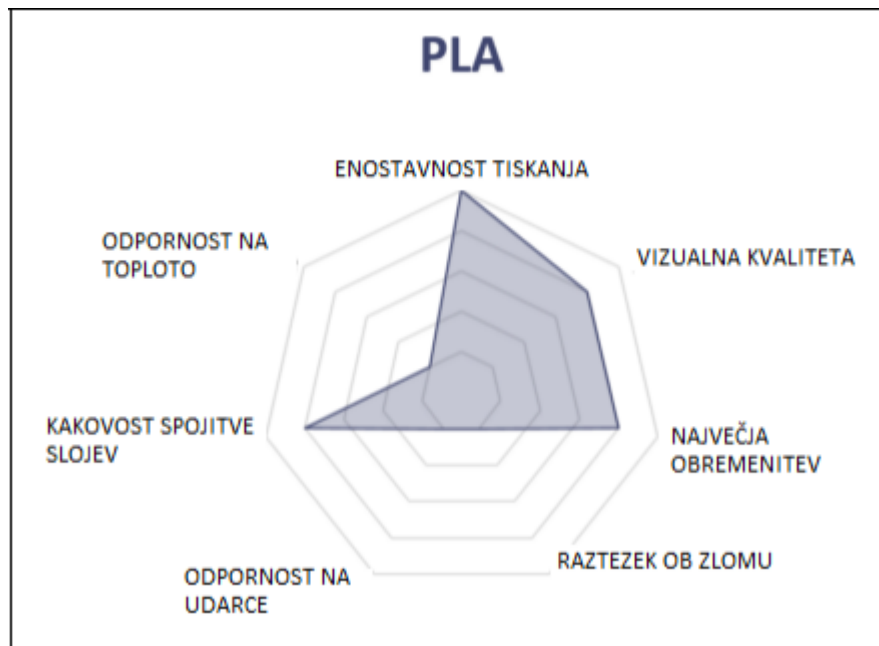 PLA
ENOSTAVNOST TISKANJA
ODPORNOST NA
TOPLOTO
VIZUALNA KVALITETA
KAKOVOST SPOJITVE
SLOJEV
NAJVEČJA
OBREMENITEV
RAZTEZEK OB ZLOMU
ODPORNOST NA
UDARCE